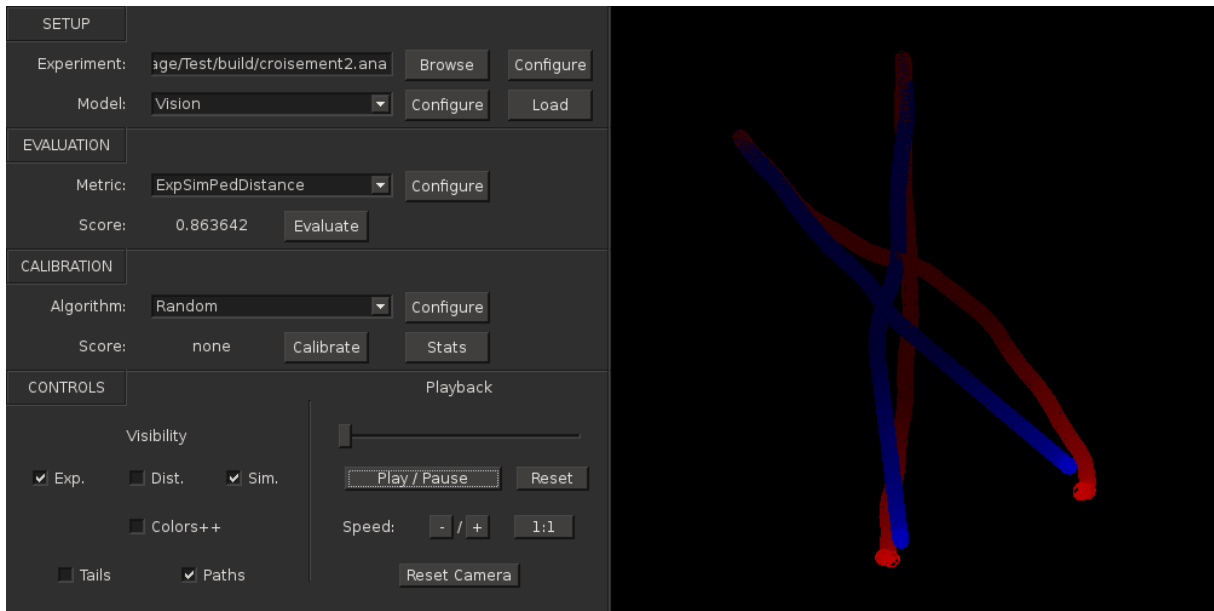 SETUP
Experiment: age/Test/build/croisement2.ana Browse Configure
Model: Vision Configure Load
EVALUATION
Metric: ExpSimPedDistance Configure
Score: 0.863642 Evaluate
CALIBRATION
Algorithm: Random Configure
Score: none Calibrate Stats
CONTROLS Playback
Visibility
Exp. Dist. Sim. Play / Pause Reset
Colors++ Speed: - / + 1:1
Tails Paths Reset Camera